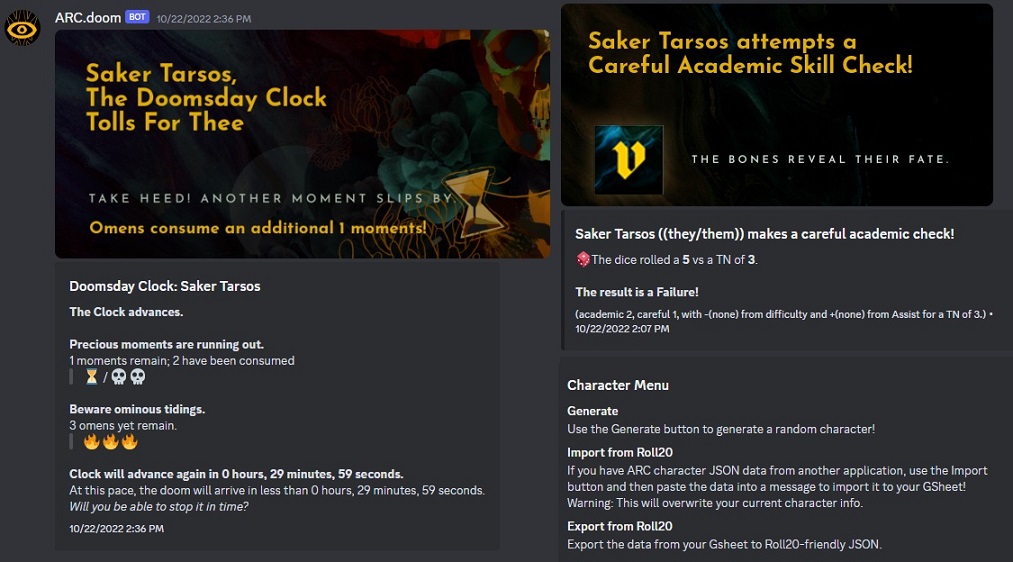 ARC.doom BOT 10/22/2022 2:36 PM
Saker Tarsos,
The Doomsday Clock
Tolls For Thee
TAKE HEED! ANOTHER MOMENT SLIPS BY.
Omens consume an additional 1 moments!
Doomsday Clock: Saker Tarsos
The Clock advances.
Precious moments are running out.
1 moments remain; 2 have been consumed
⏳ / 💀💀
Beware ominous tidings.
3 omens yet remain.
🔥🔥🔥
Clock will advance again in 0 hours, 29 minutes, 59 seconds.
At this pace, the doom will arrive in less than 0 hours, 29 minutes, 59 seconds.
Will you be able to stop it in time?
10/22/2022 2:36 PM
Saker Tarsos attempts a
Careful Academic Skill Check!
V
THE BONES REVEAL THEIR FATE.
Saker Tarsos ((they/them)) makes a careful academic check!
The dice rolled a 5 vs a TN of 3.
The result is a Failure!
(academic 2, careful 1, with -(none) from difficulty and +(none) from Assist for a TN of 3.) •
10/22/2022 2:07 PM
Character Menu
Generate
Use the Generate button to generate a random character!
Import from Roll20
If you have ARC character JSON data from another application, use the Import
button and then paste the data into a message to import it to your GSheet!
Warning: This will overwrite your current character info.
Export from Roll20
Export the data from your Gsheet to Roll20-friendly JSON.